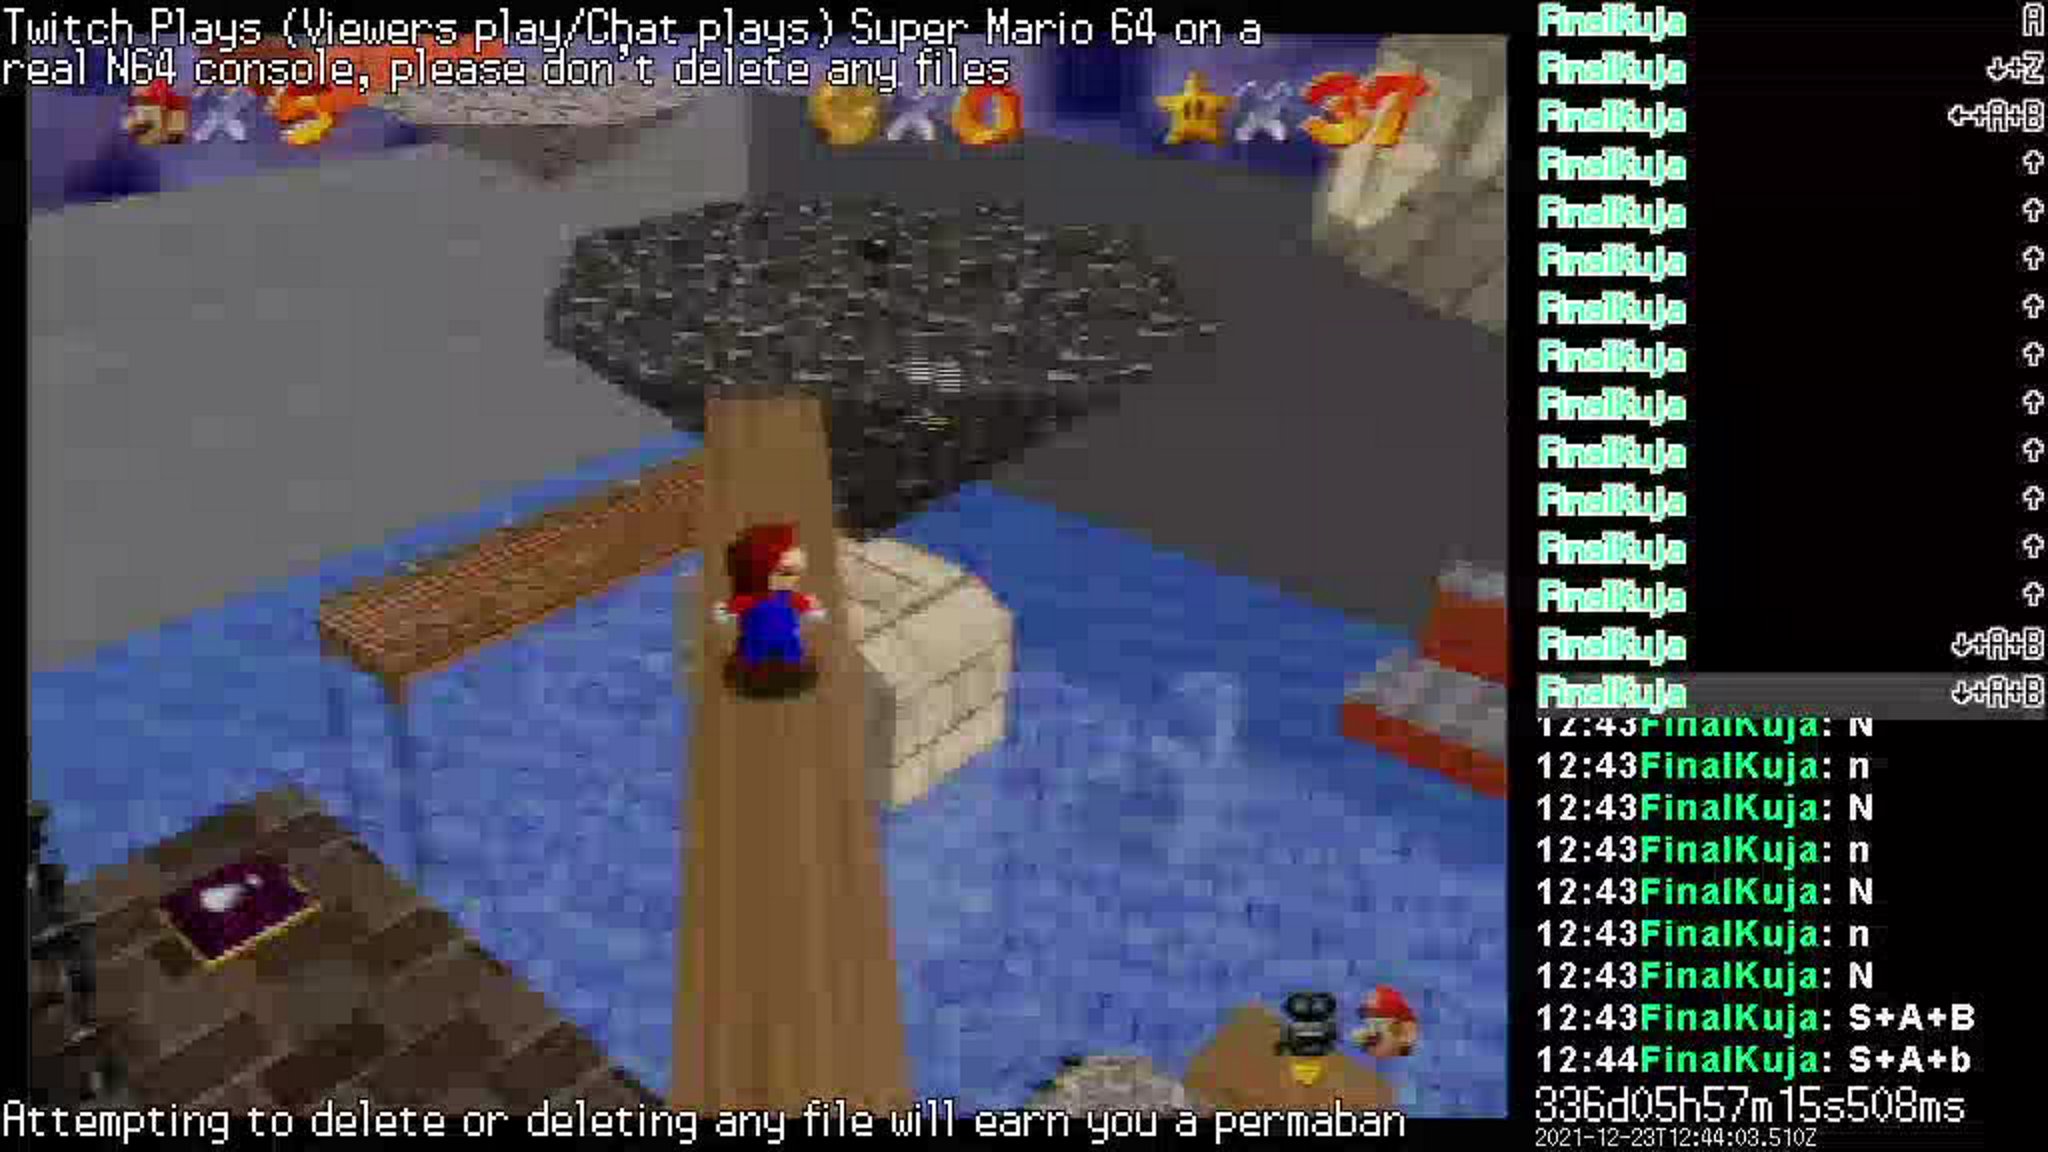 Twitch Plays (Viewers play/Chat plays) Super Mario 64 on a
real N64 console, please don't delete any files
x 0
x 37
FinalKuja A
FinalKuja ↓+Z
FinalKuja ←+A+B
FinalKuja ↑
FinalKuja ↑
FinalKuja ↑
FinalKuja ↑
FinalKuja ↑
FinalKuja ↑
FinalKuja ↑
FinalKuja ↑
FinalKuja ↑
FinalKuja ↑
FinalKuja ↓+A+B
FinalKuja ↓+A+B
12:43FinalKuja: N
12:43FinalKuja: n
12:43FinalKuja: N
12:43FinalKuja: n
12:43FinalKuja: N
12:43FinalKuja: n
12:43FinalKuja: N
12:43FinalKuja: S+A+B
12:44FinalKuja: S+A+b
336d05h57m15s508ms
2021-12-23T12:44:03.510Z
Attempting to delete or deleting any file will earn you a permaban